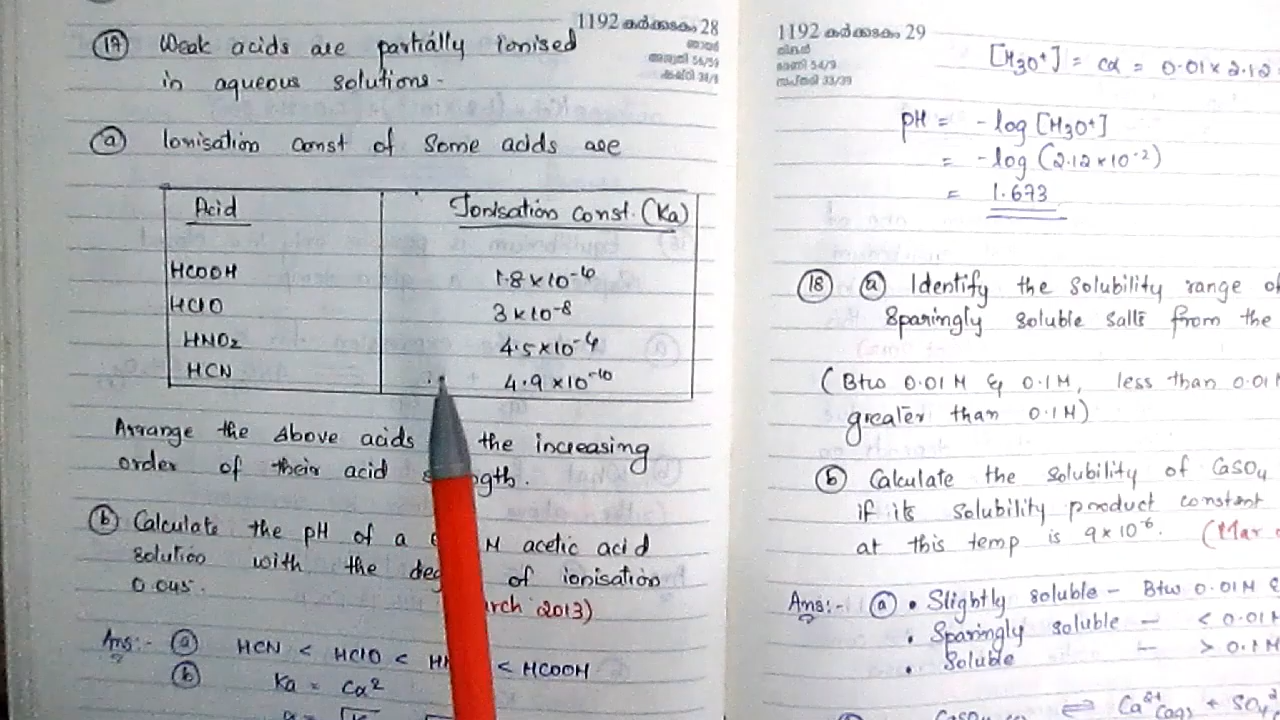 1192 കർക്കടകം 28
(17) Weak acids are partially ionised
in aqueous solutions.
(a) Ionisation const of some acids are
Acid Ionisation Const. (Ka)
HCOOH 1.8 x 10⁻⁴
HClO 3 x 10⁻⁸
HNO₂ 4.5 x 10⁻⁴
HCN 4.9 x 10⁻¹⁰
Arrange the above acids the increasing
order of their acid
(b) Calculate the pH of a M acetic acid
solution with the of ionisation
0.045.
2013)
Ans:- (a) HCN < HClO < < HCOOH
(b) Ka = Cα²
1192 കർക്കടകം 29
[H₃O⁺] = cα = 0.01 x 2.12
pH = -log [H₃O⁺]
= -log (2.12 x 10⁻²)
= 1.673
(18) (a) Identify the solubility range of
sparingly soluble salts from the
(Btw 0.01 M & 0.1 M, less than 0.01
greater than 0.1 M)
(b) Calculate the solubility of CaSO₄
if its solubility product constant
at this temp is 9 x 10⁻⁶. (Mar
Ans:- (a) • Slightly soluble - Btw 0.01 M &
• Sparingly soluble - < 0.01
• Soluble - > 0.1 M